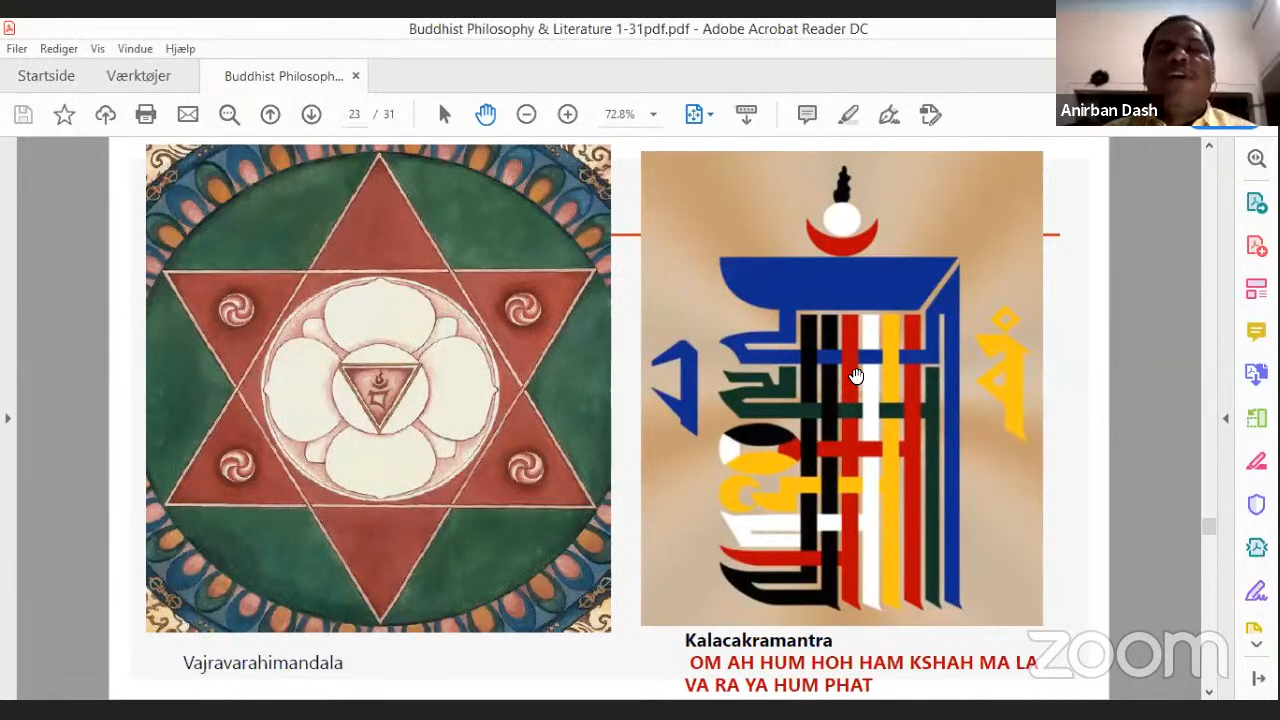 Buddhist Philosophy & Literature 1-31pdf.pdf - Adobe Acrobat Reader DC
Filer Rediger Vis Vindue Hjælp
Startside Værktøjer Buddhist Philosoph... ×
23 / 31 72.8%
Anirban Dash
Vajravarahimandala
Kalacakramantra
OM AH HUM HOH HAM KSHAH MA LA
VA RA YA HUM PHAT
zoom